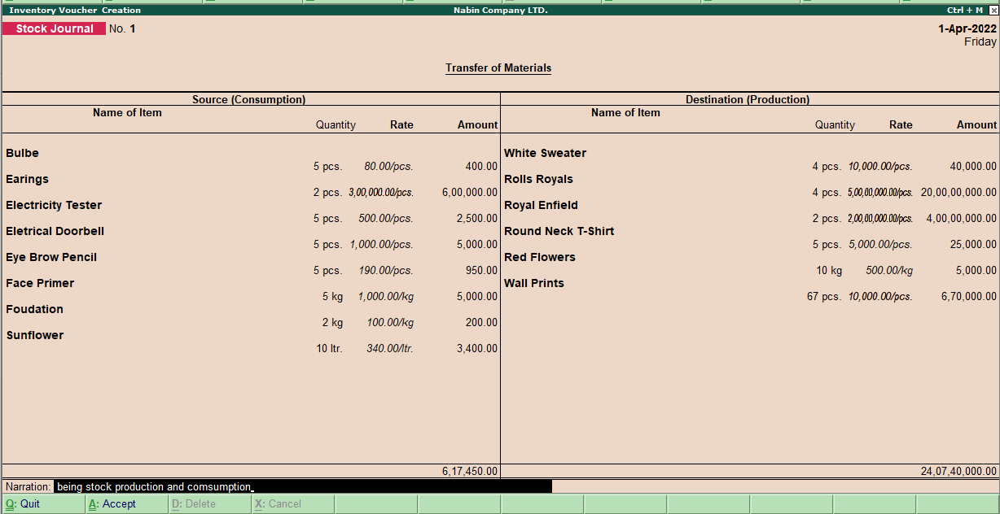 Inventory Voucher Creation Nabin Company LTD. Ctrl + M
Stock Journal No. 1 1-Apr-2022
Friday
Transfer of Materials
Source (Consumption) Destination (Production)
Name of Item Name of Item
Quantity Rate Amount Quantity Rate Amount
Bulbe White Sweater
5 pcs. 80.00/pcs. 400.00 4 pcs. 10,000.00/pcs. 40,000.00
Earings Rolls Royals
2 pcs. 3,00,000.00/pcs. 6,00,000.00 4 pcs. 5,00,00,000.00/pcs. 20,00,00,000.00
Electricity Tester Royal Enfield
5 pcs. 500.00/pcs. 2,500.00 2 pcs. 2,00,00,000.00/pcs. 4,00,00,000.00
Eletrical Doorbell Round Neck T-Shirt
5 pcs. 1,000.00/pcs. 5,000.00 5 pcs. 5,000.00/pcs. 25,000.00
Eye Brow Pencil Red Flowers
5 pcs. 190.00/pcs. 950.00 10 kg 500.00/kg 5,000.00
Face Primer Wall Prints
5 kg 1,000.00/kg 5,000.00 67 pcs. 10,000.00/pcs. 6,70,000.00
Foudation
2 kg 100.00/kg 200.00
Sunflower
10 ltr. 340.00/ltr. 3,400.00
6,17,450.00 24,07,40,000.00
Narration: being stock production and comsumption
Q: Quit A: Accept D: Delete X: Cancel